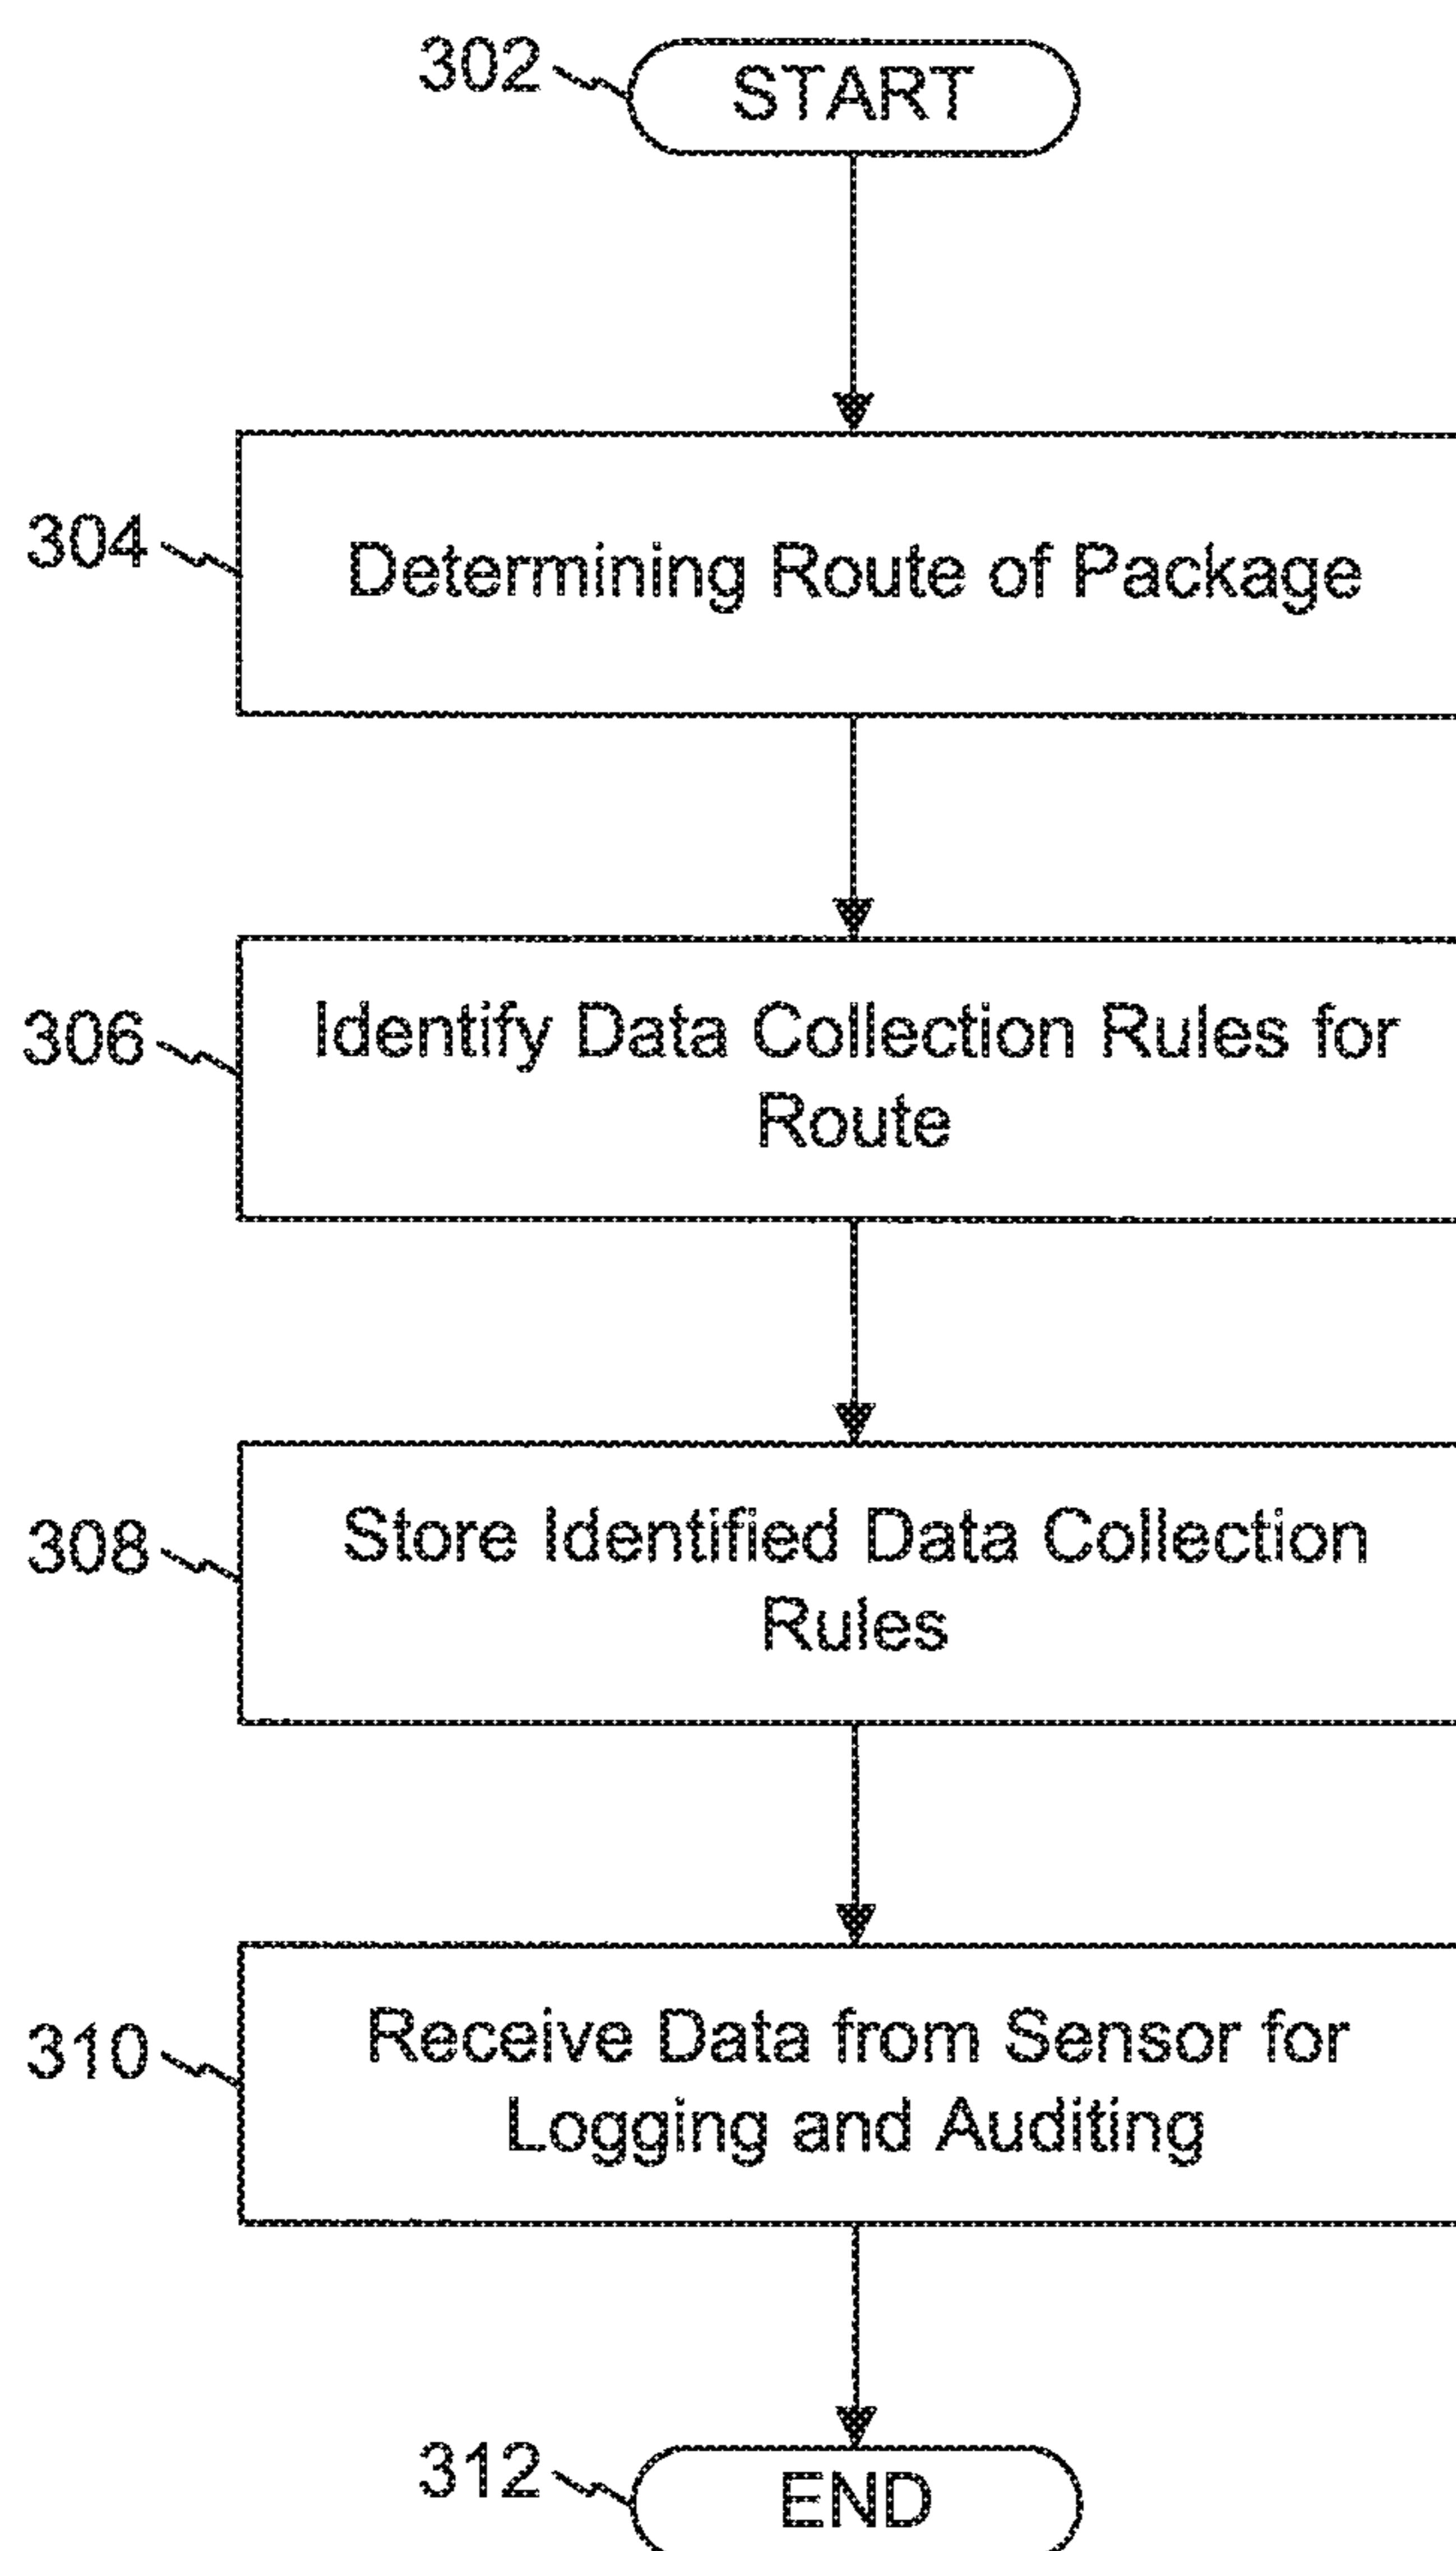 302
START
304
Determining Route of Package
306
Identify Data Collection Rules for
Route
308
Store Identified Data Collection
Rules
310
Receive Data from Sensor for
Logging and Auditing
312
END